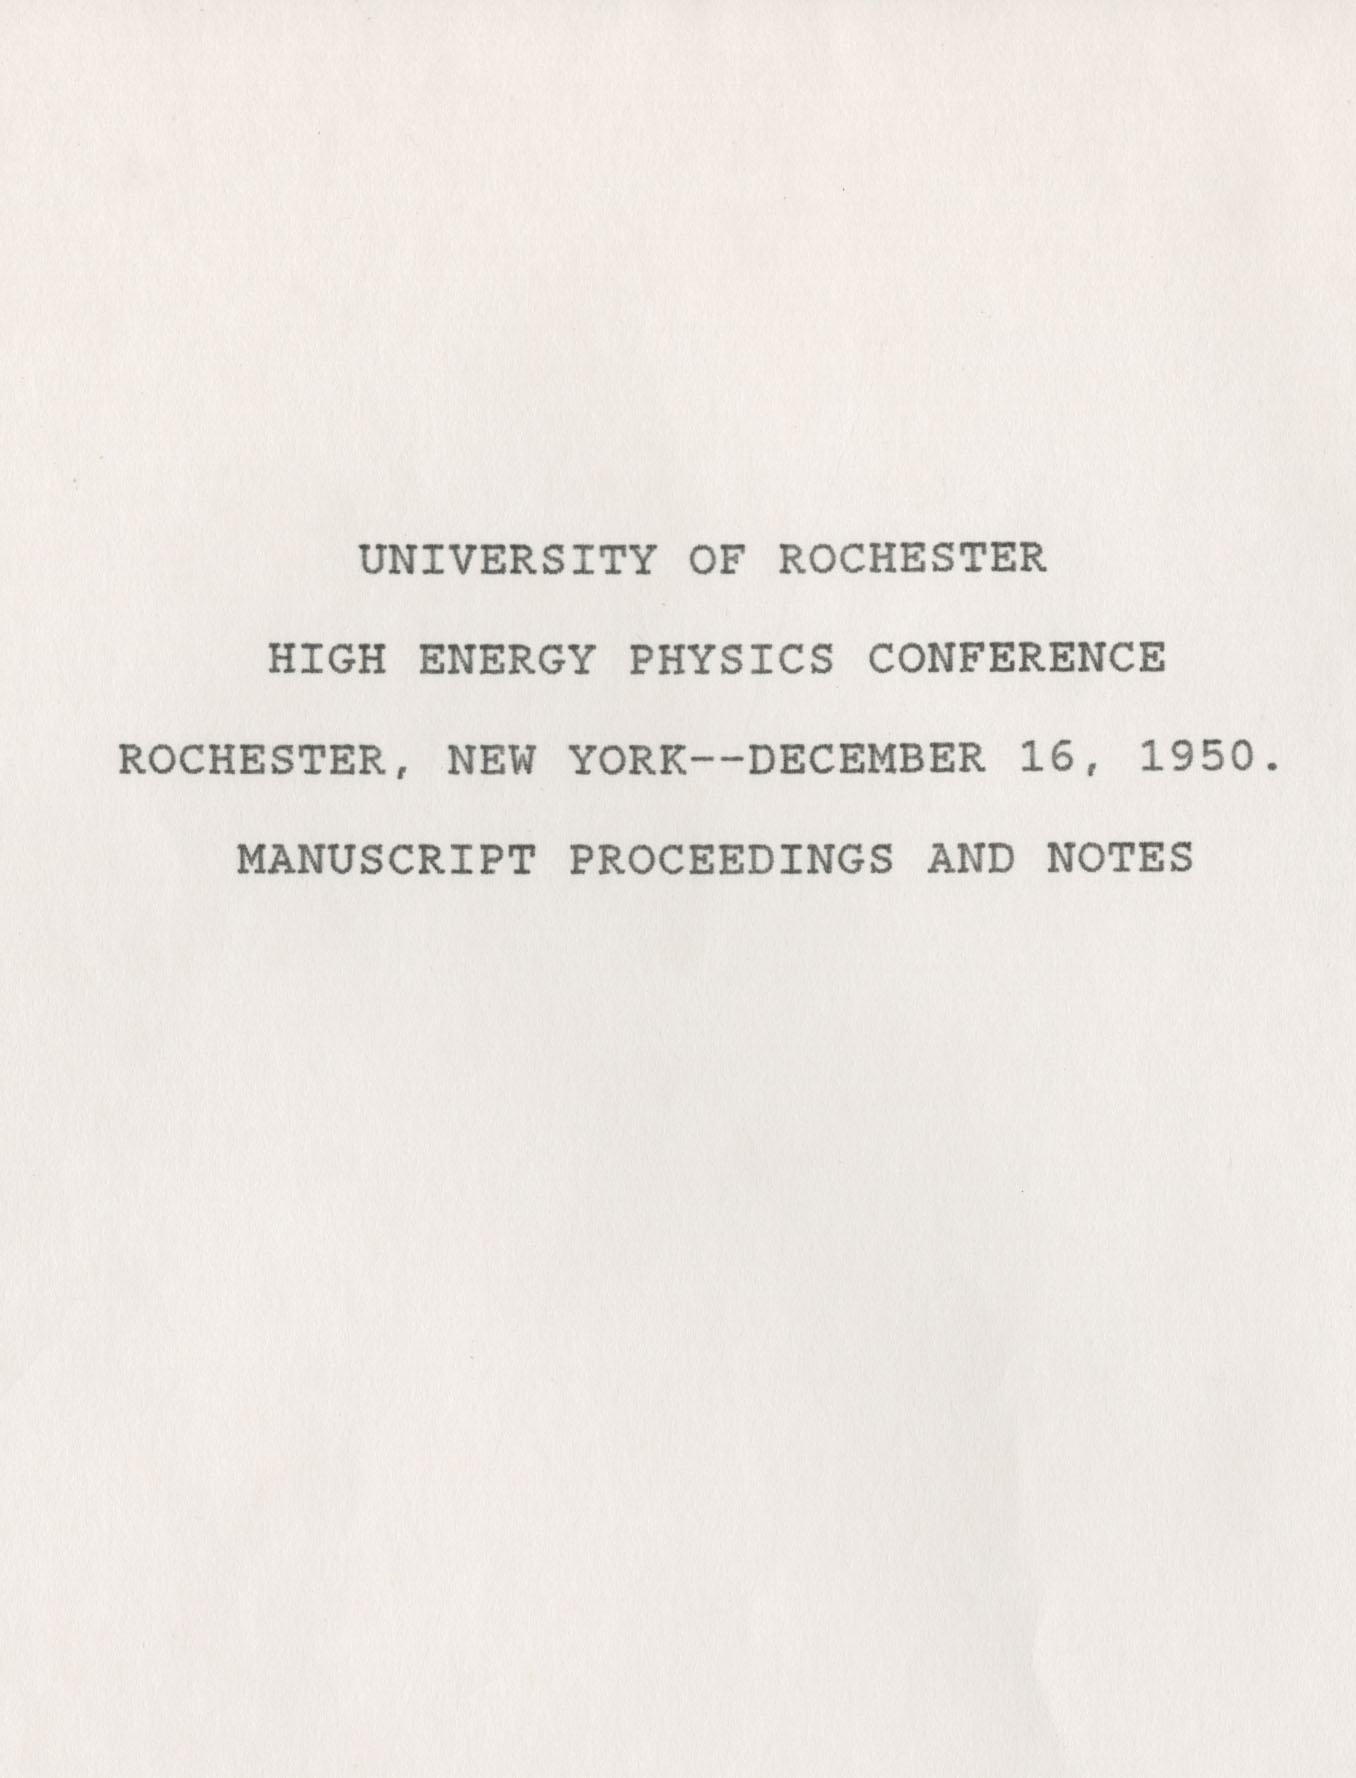 UNIVERSITY OF ROCHESTER
HIGH ENERGY PHYSICS CONFERENCE
ROCHESTER, NEW YORK--DECEMBER 16, 1950.
MANUSCRIPT PROCEEDINGS AND NOTES